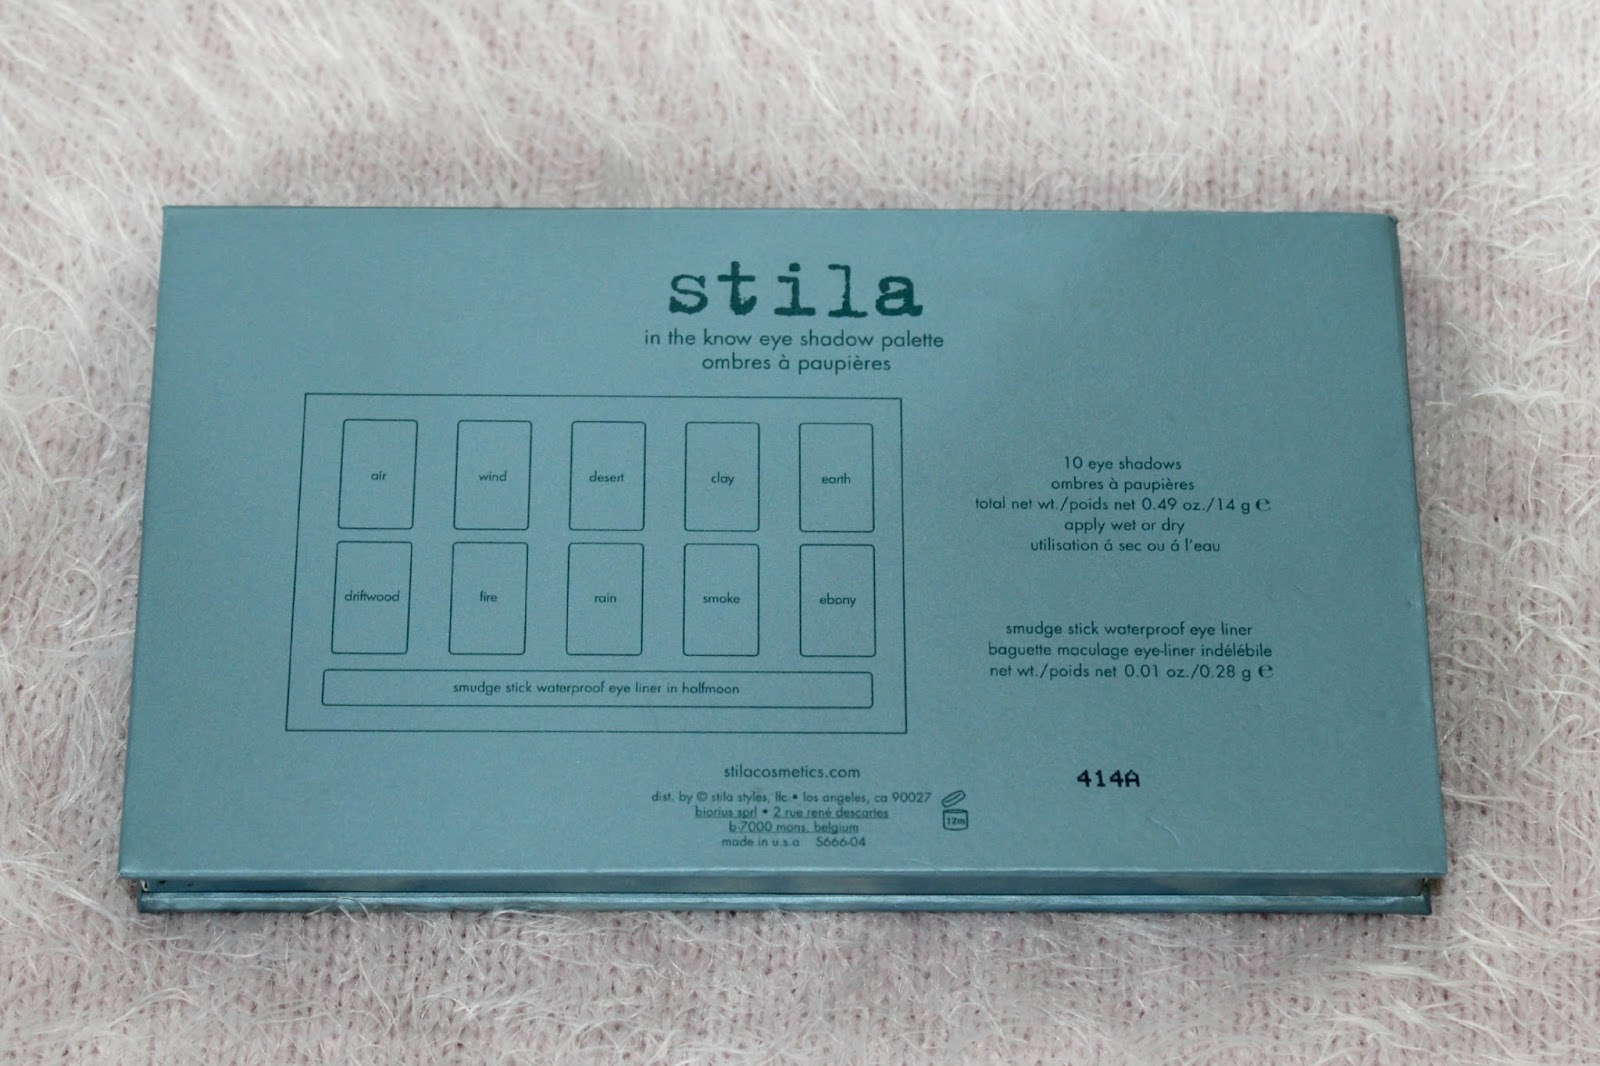 stila
in the know eye shadow palette
ombres à paupières
air wind desert clay earth
driftwood fire rain smoke ebony
smudge stick waterproof eye liner in halfmoon
10 eye shadows
ombres à paupières
total net wt./poids net 0.49 oz./14 g ℮
apply wet or dry
utilisation á sec ou á l'eau
smudge stick waterproof eye liner
baguette maculage eye-liner indélébile
net wt./poids net 0.01 oz./0.28 g ℮
414A
stilacosmetics.com
dist. by © stila styles, llc • los angeles, ca 90027
biorius sprl • 2 rue rené descartes
b-7000 mons, belgium
made in u.s.a S666-04
12m